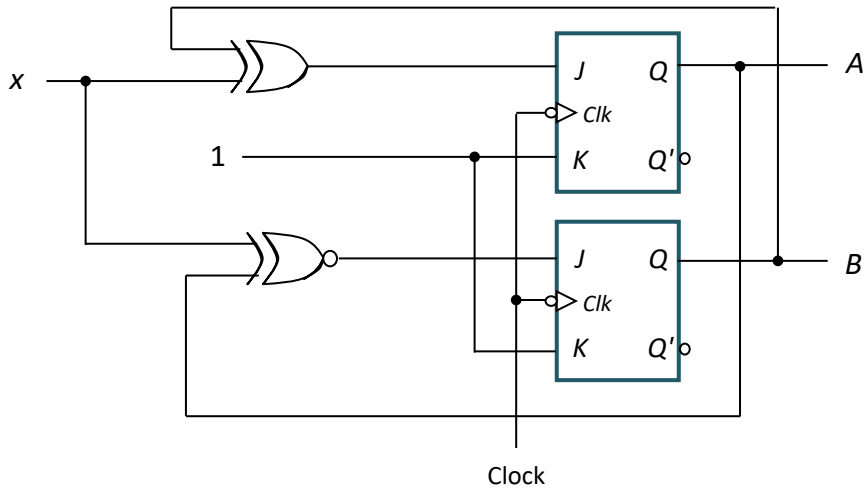 J Q A
x
Clk
1 K Q'
J Q B
Clk
K Q'
Clock